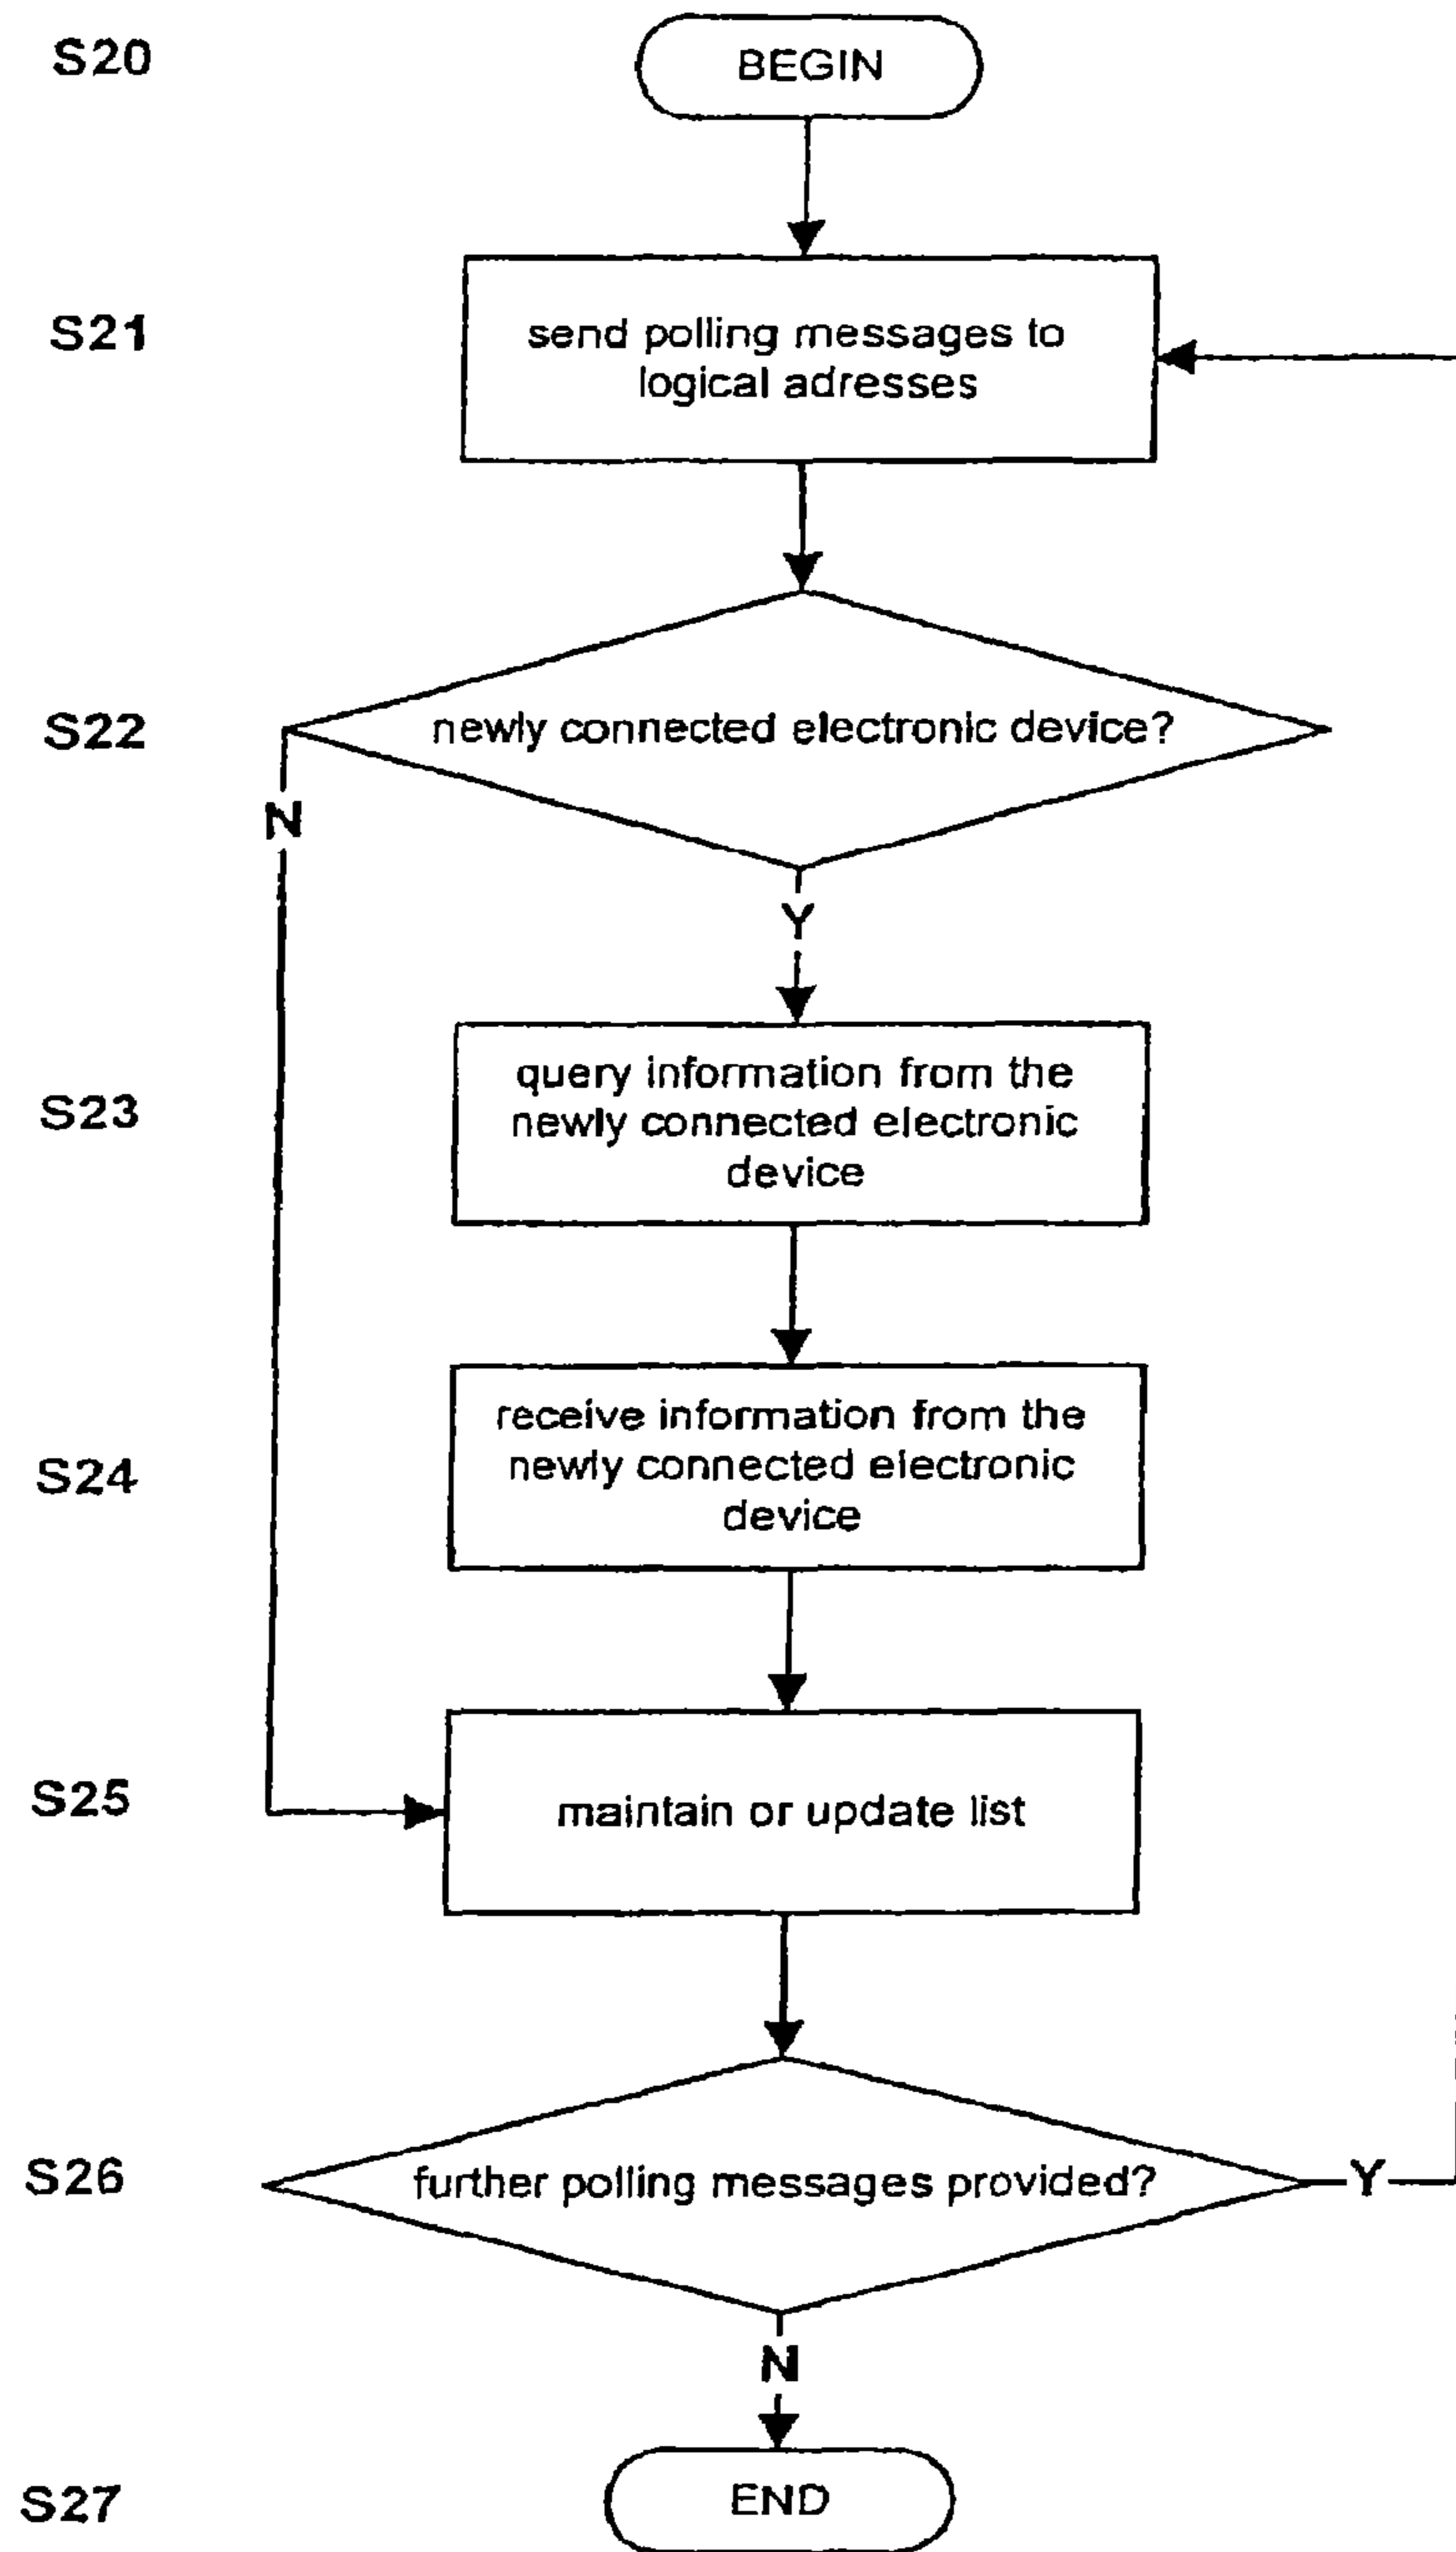 S20
BEGIN
S21
send polling messages to
logical adresses
S22
newly connected electronic device?
N
Y
S23
query information from the
newly connected electronic
device
S24
receive information from the
newly connected electronic
device
S25
maintain or update list
S26
further polling messages provided?
Y
N
S27
END